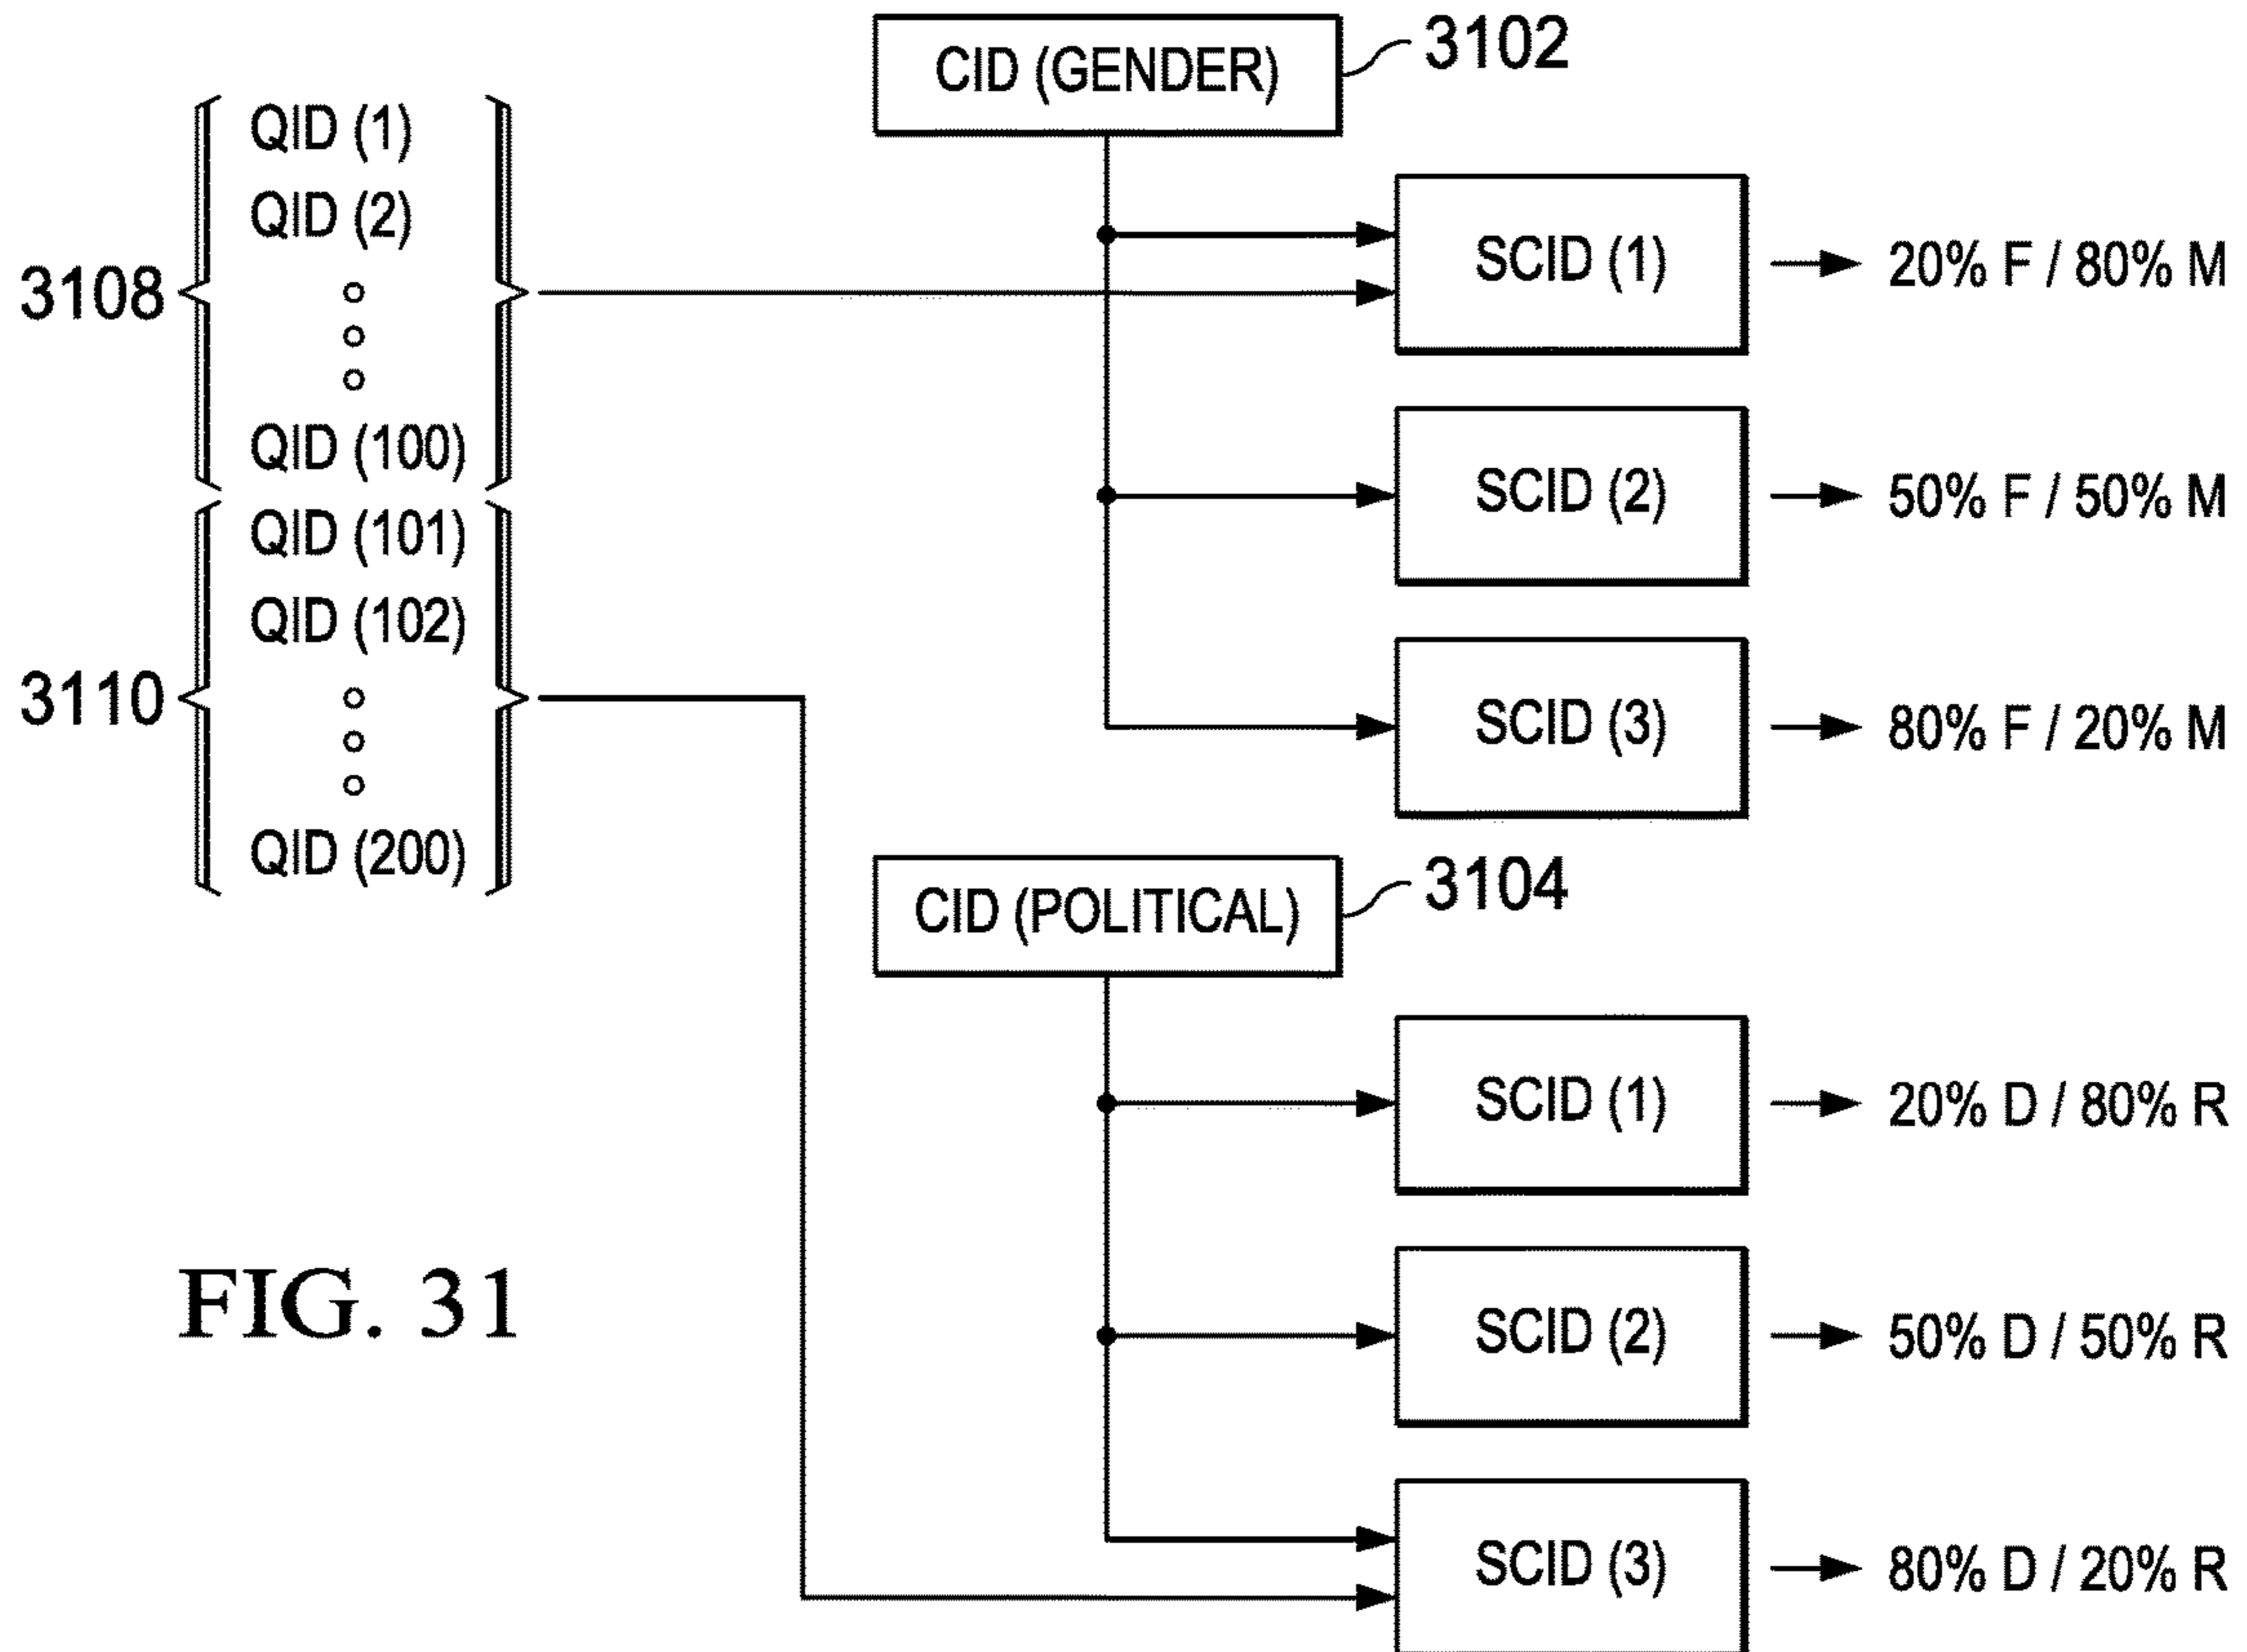 CID (GENDER)
3102
QID (1)
QID (2)
3108
QID (100)
QID (101)
QID (102)
3110
QID (200)
SCID (1)
20% F / 80% M
SCID (2)
50% F / 50% M
SCID (3)
80% F / 20% M
CID (POLITICAL)
3104
SCID (1)
20% D / 80% R
SCID (2)
50% D / 50% R
SCID (3)
80% D / 20% R
FIG. 31